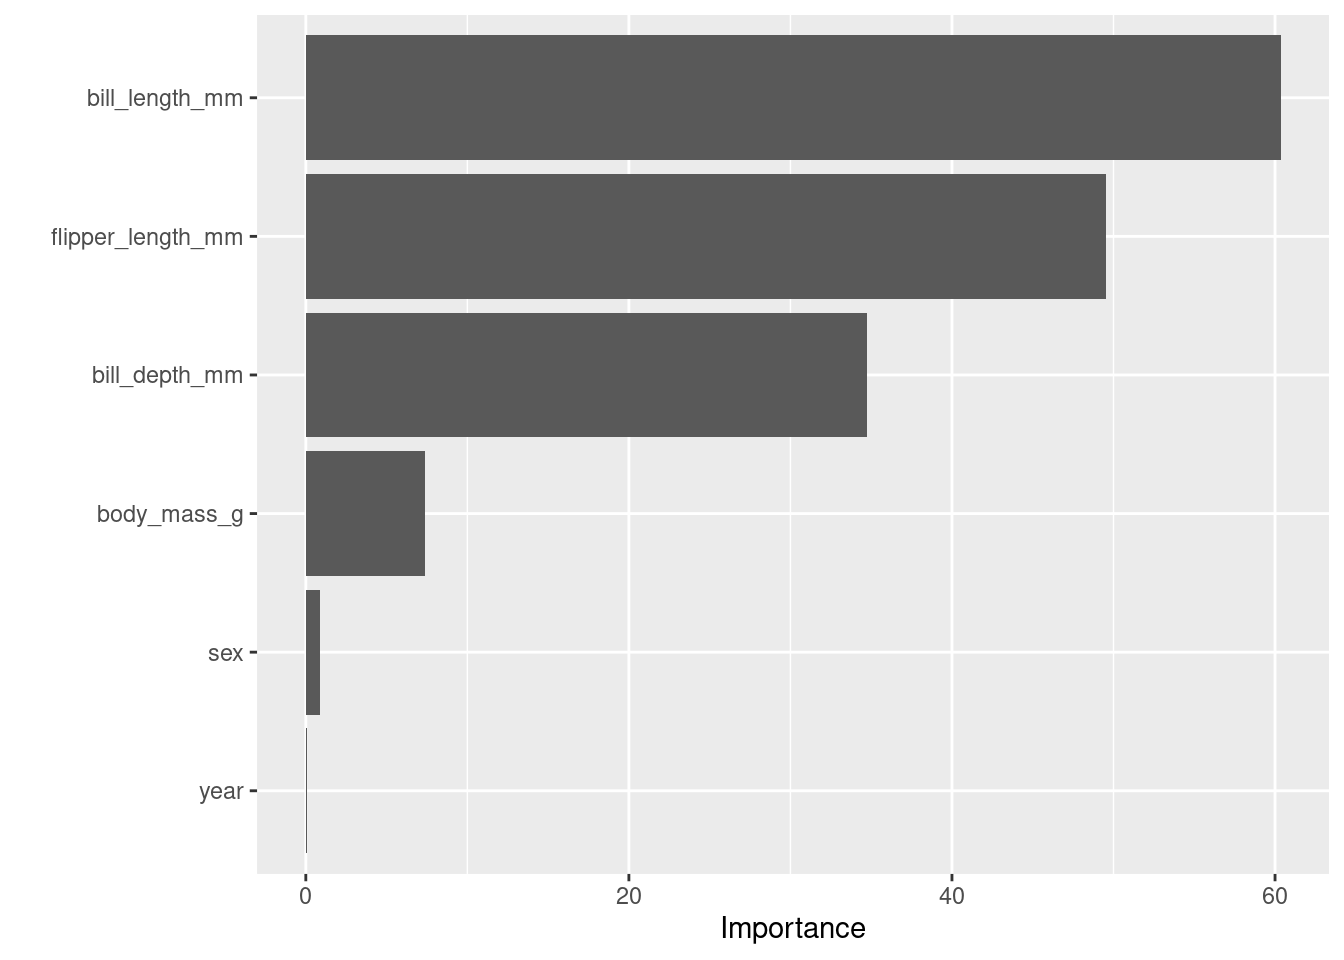 bill_length_mm
flipper_length_mm
bill_depth_mm
body_mass_g
sex
year
0 20 40 60
Importance